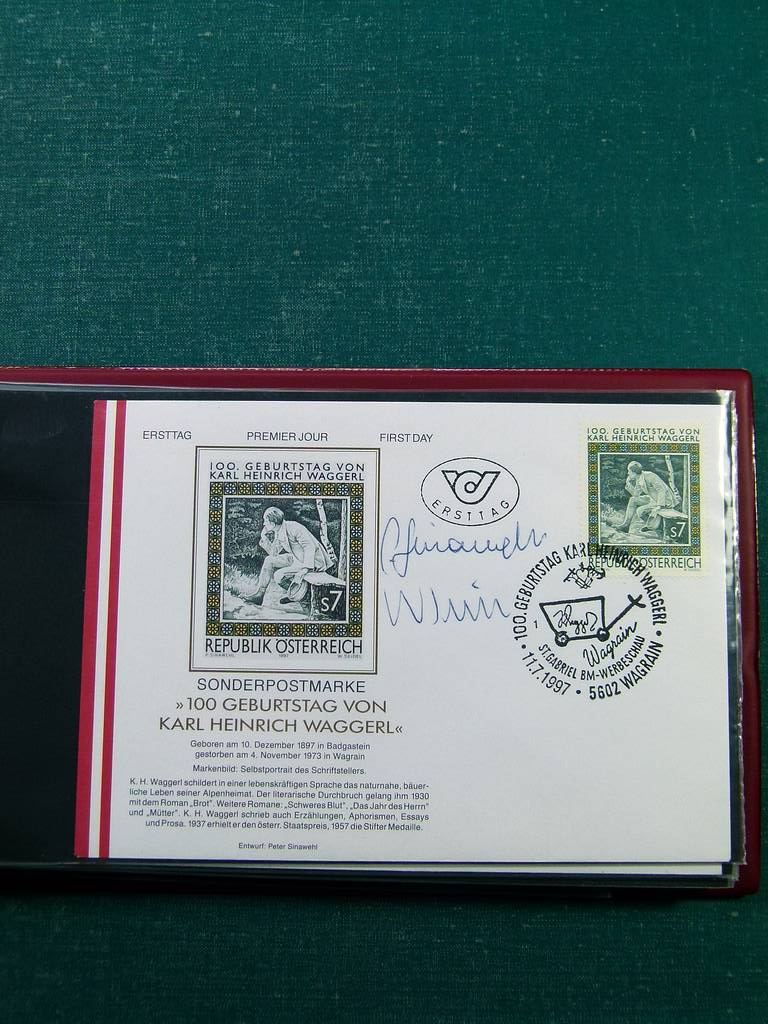 ERSTTAG PREMIER JOUR FIRST DAY
100. GEBURTSTAG VON
KARL HEINRICH WAGGERL
S7
REPUBLIK ÖSTERREICH
P. SINAWEHL 1997 W. SEIDEL
SONDERPOSTMARKE
»100 GEBURTSTAG VON
KARL HEINRICH WAGGERL«
Geboren am 10. Dezember 1897 in Badgastein
gestorben am 4. November 1973 in Wagrain
Markenbild: Selbstportrait des Schriftstellers.
K. H. Waggerl schildert in einer lebenskräftigen Sprache das naturnahe, bäuer-
liche Leben seiner Alpenheimat. Der literarische Durchbruch gelang ihm 1930
mit dem Roman „Brot". Weitere Romane: „Schweres Blut", „Das Jahr des Herrn"
und „Mütter". K. H. Waggerl schrieb auch Erzählungen, Aphorismen, Essays
und Prosa. 1937 erhielt er den österr. Staatspreis, 1957 die Stifter Medaille.
Entwurf: Peter Sinawehl
ERSTTAG
100. GEBURTSTAG VON
KARL HEINRICH WAGGERL
S7
REPUBLIK ÖSTERREICH
100. GEBURTSTAG KARL HEINRICH WAGGERL
1
Wagrain
ST. GABRIEL BM-WERBESCHAU
11.7.1997 • 5602 WAGRAIN